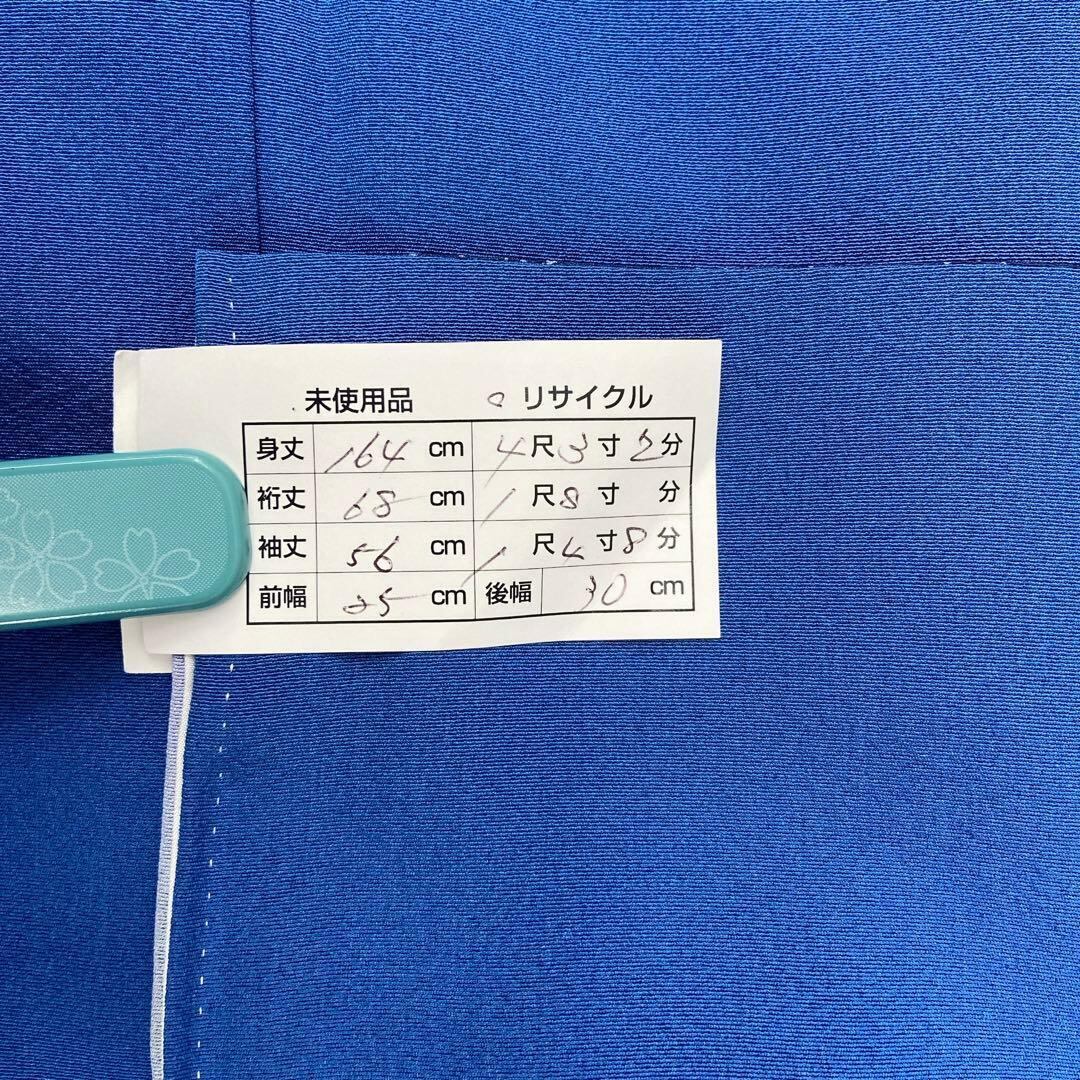 未使用品 ○ リサイクル
身丈 164 cm 4尺3寸2分
裄丈 68 cm 1尺8寸 分
袖丈 56 cm 1尺4寸8分
前幅 25 cm 後幅 30 cm